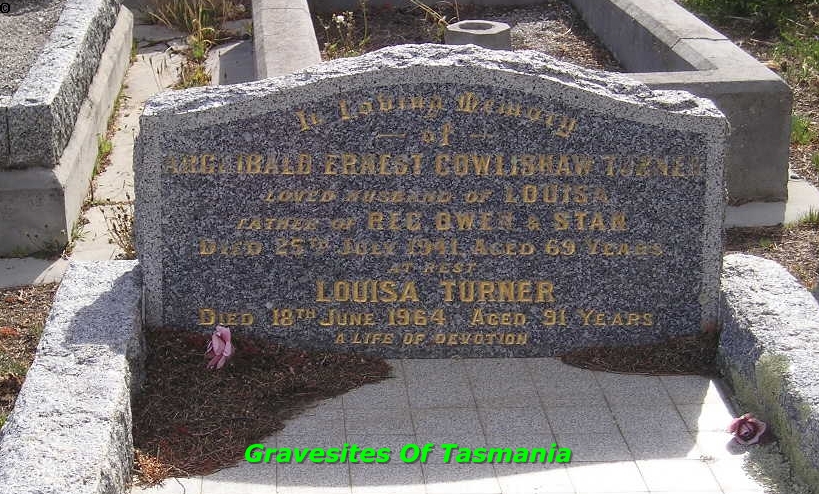 In Loving Memory
— of —
ARCHIBALD ERNEST COWLISHAW TURNER
LOVED HUSBAND OF LOUISA
FATHER OF REG OWEN & STAN
DIED 25TH JULY 1941 AGED 69 YEARS
AT REST
LOUISA TURNER
DIED 18TH JUNE 1964 AGED 91 YEARS
A LIFE OF DEVOTION
Gravesites Of Tasmania